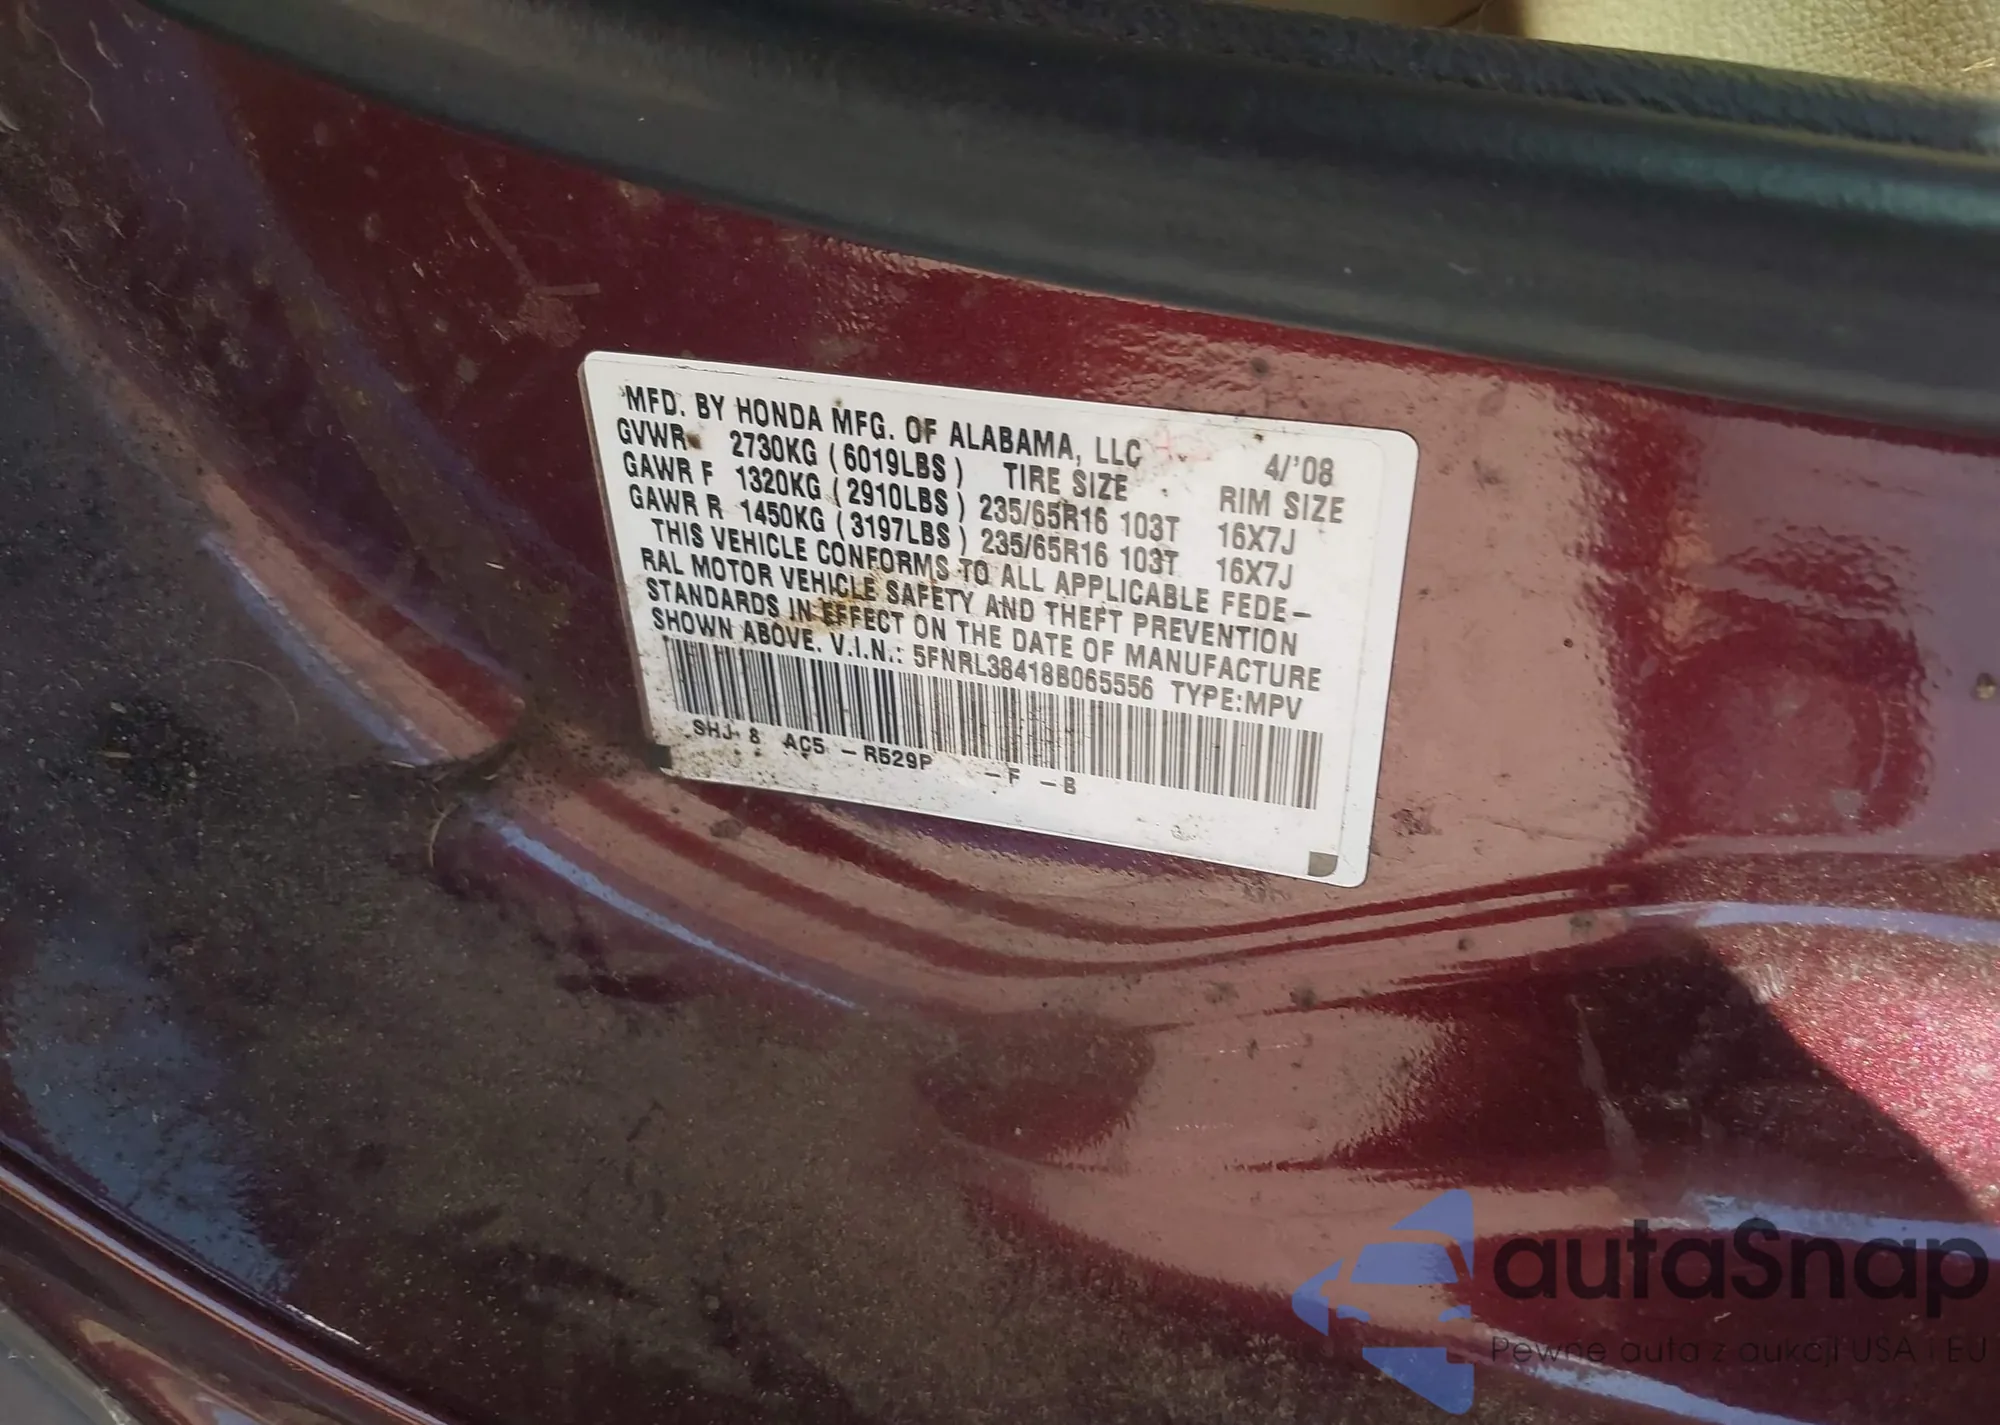 MFD. BY HONDA MFG. OF ALABAMA, LLC 4/'08
GVWR 2730KG (6019LBS) TIRE SIZE RIM SIZE
GAWR F 1320KG (2910LBS) 235/65R16 103T 16X7J
GAWR R 1450KG (3197LBS) 235/65R16 103T 16X7J
THIS VEHICLE CONFORMS TO ALL APPLICABLE FEDE-
RAL MOTOR VEHICLE SAFETY AND THEFT PREVENTION
STANDARDS IN EFFECT ON THE DATE OF MANUFACTURE
SHOWN ABOVE. V.I.N.: 5FNRL38418B065556 TYPE:MPV
SHJ 8 AC5 -R529P -F -B
autaSnap
Pewne auta z aukcji USA i EU